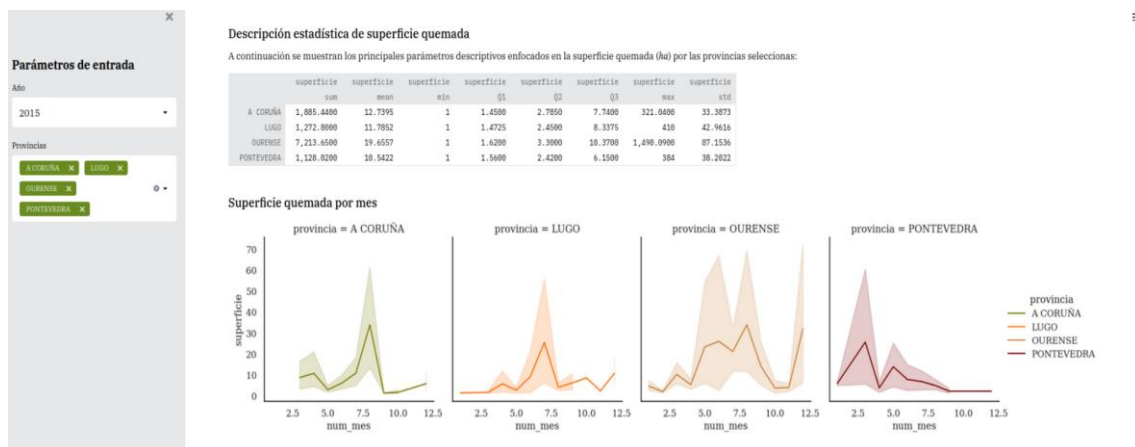 Parámetros de entrada
Año
2015
Provincias
A CORUÑA × LUGO ×
OURENSE ×
PONTEVEDRA ×
Descripción estadística de superficie quemada
A continuación se muestran los principales parámetros descriptivos enfocados en la superficie quemada (ha) por las provincias seleccionas:
superficie superficie superficie superficie superficie superficie superficie superficie
sum mean min Q1 Q2 Q3 max std
A CORUÑA 1,885.4400 12.7395 1 1.4500 2.7850 7.7400 321.0400 33.3873
LUGO 1,272.8000 11.7852 1 1.4725 2.4500 8.3375 410 42.9616
OURENSE 7,213.6500 19.6557 1 1.6200 3.3000 10.3700 1,490.0900 87.1536
PONTEVEDRA 1,128.0200 10.5422 1 1.5600 2.4200 6.1500 384 38.2022
Superficie quemada por mes
provincia = A CORUÑA provincia = LUGO provincia = OURENSE provincia = PONTEVEDRA
70
60
50
40
30
20
10
0
superficie
2.5 5.0 7.5 10.0 12.5 2.5 5.0 7.5 10.0 12.5 2.5 5.0 7.5 10.0 12.5 2.5 5.0 7.5 10.0 12.5
num_mes num_mes num_mes num_mes
provincia
A CORUÑA
LUGO
OURENSE
PONTEVEDRA